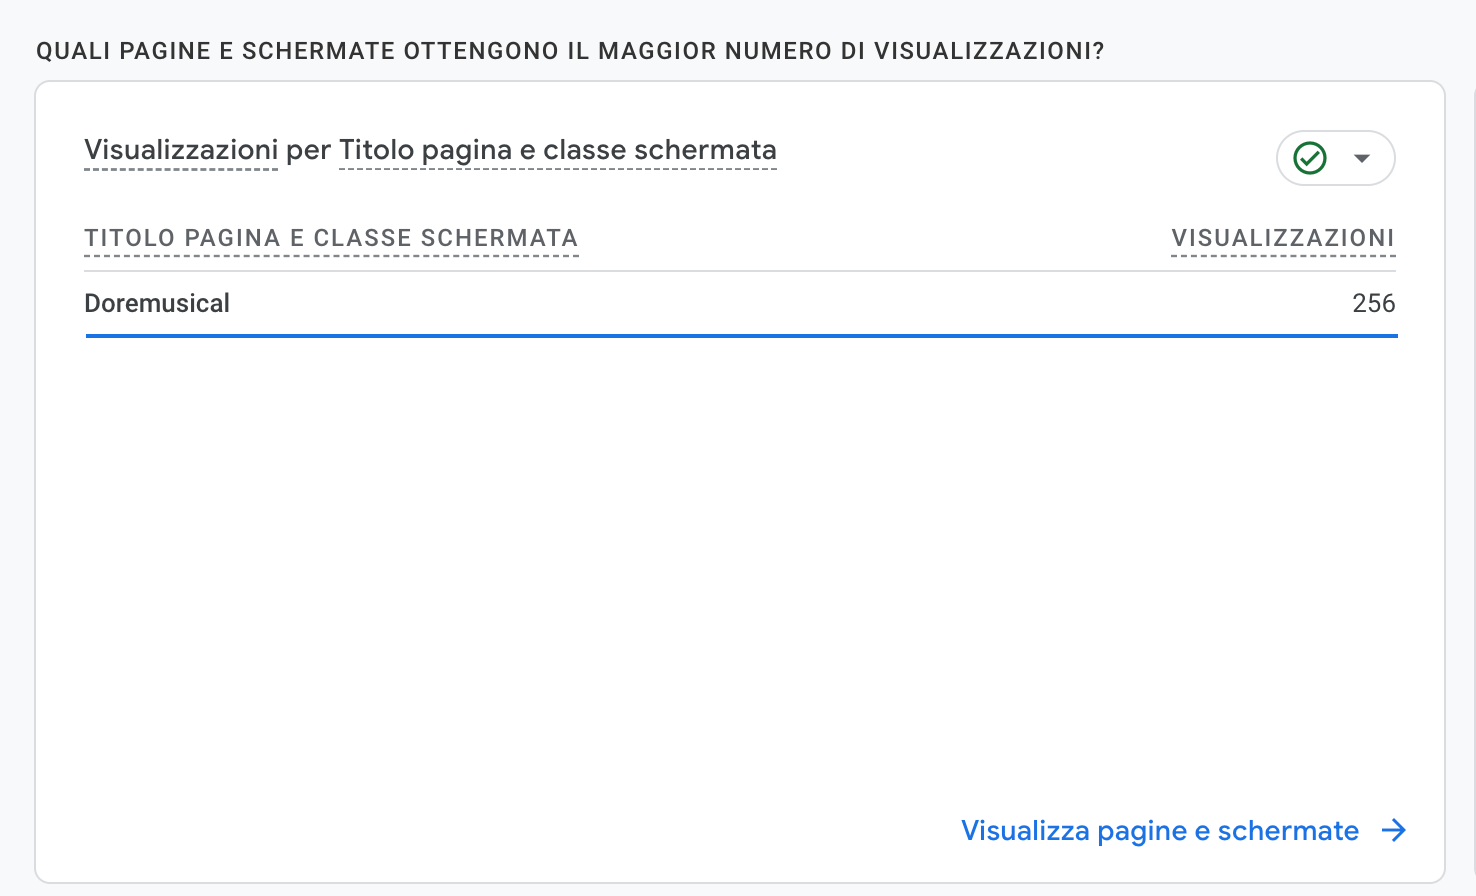 QUALI PAGINE E SCHERMATE OTTENGONO IL MAGGIOR NUMERO DI VISUALIZZAZIONI?
Visualizzazioni per Titolo pagina e classe schermata
TITOLO PAGINA E CLASSE SCHERMATA VISUALIZZAZIONI
Doremusical 256
Visualizza pagine e schermate